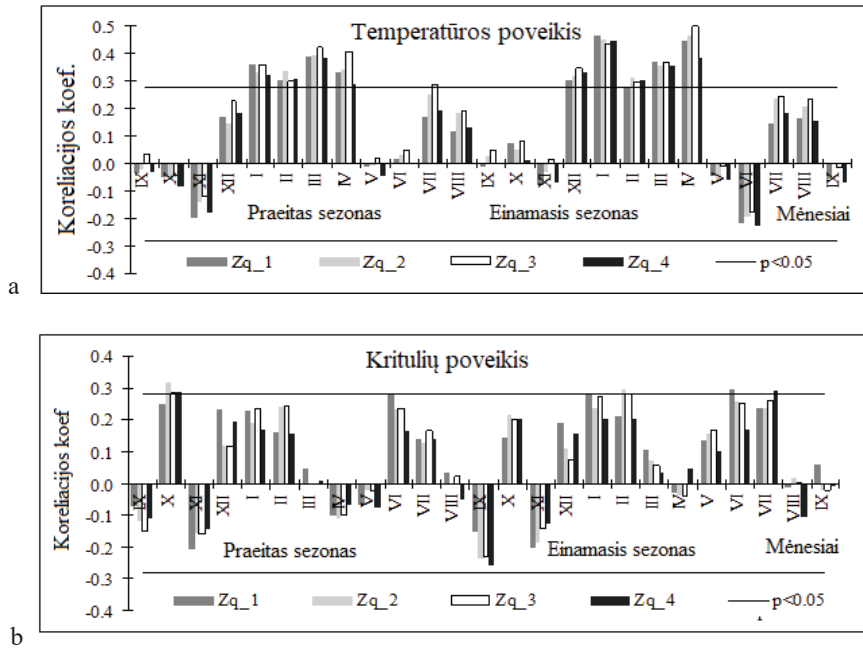 Temperatūros poveikis
Koreliacijos koef.
0.5
0.4
0.3
0.2
0.1
0.0
-0.1
-0.2
-0.3
-0.4
IX X XI XII I II III IV V VI VII VIII IX X XI XII I II III IV V VI VII VIII IX
Praeitas sezonas Einamasis sezonas Mėnesiai
Zq_1 Zq_2 Zq_3 Zq_4 p<0.05
a
Kritulių poveikis
Koreliacijos koef
0.4
0.3
0.2
0.1
0.0
-0.1
-0.2
-0.3
-0.4
IX X XI XII I II III IV V VI VII VIII IX X XI XII I II III IV V VI VII VIII IX
Praeitas sezonas Einamasis sezonas Mėnesiai
Zq_1 Zq_2 Zq_3 Zq_4 p<0.05
b